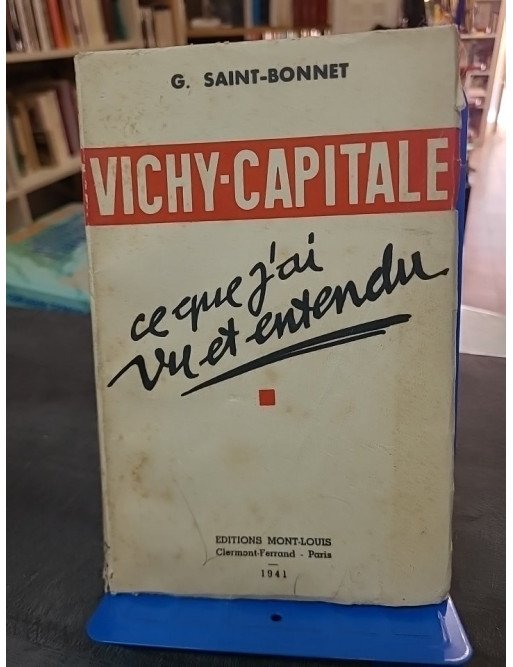 G. SAINT-BONNET
VICHY-CAPITALE
ce que j'ai
vu et entendu
EDITIONS MONT-LOUIS
Clermont-Ferrand - Paris
1941